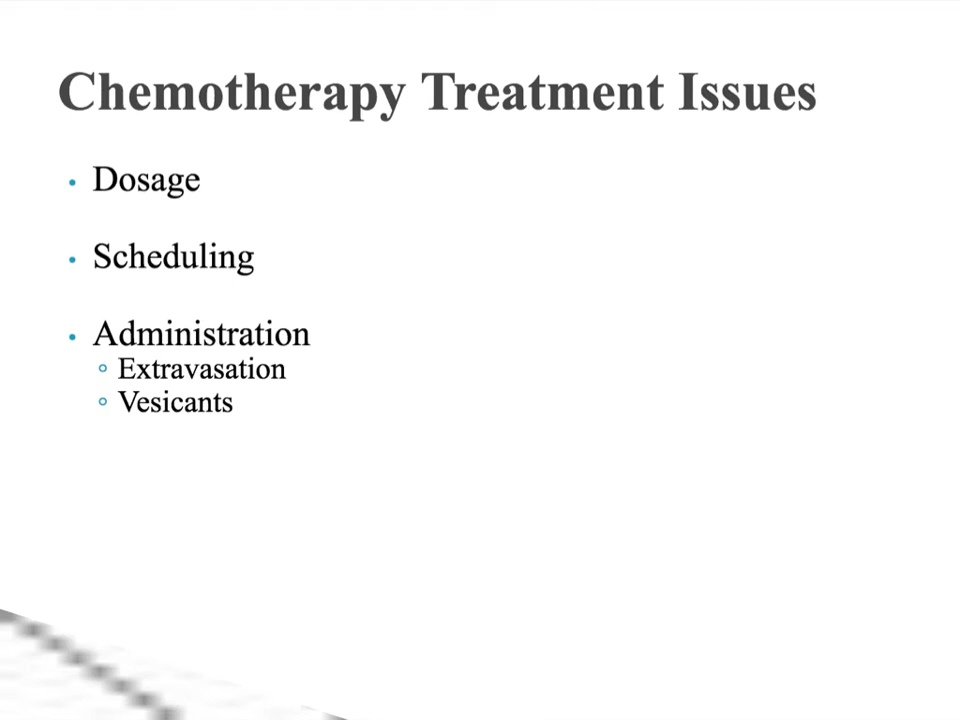 Chemotherapy Treatment Issues
• Dosage
• Scheduling
• Administration
◦ Extravasation
◦ Vesicants